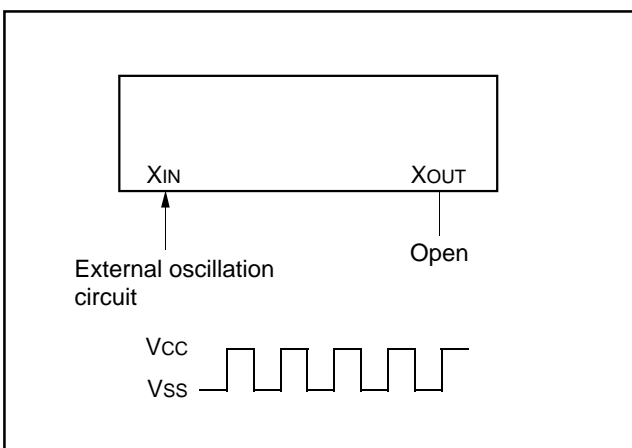 XIN
XOUT
External oscillation
circuit
Open
VCC
VSS